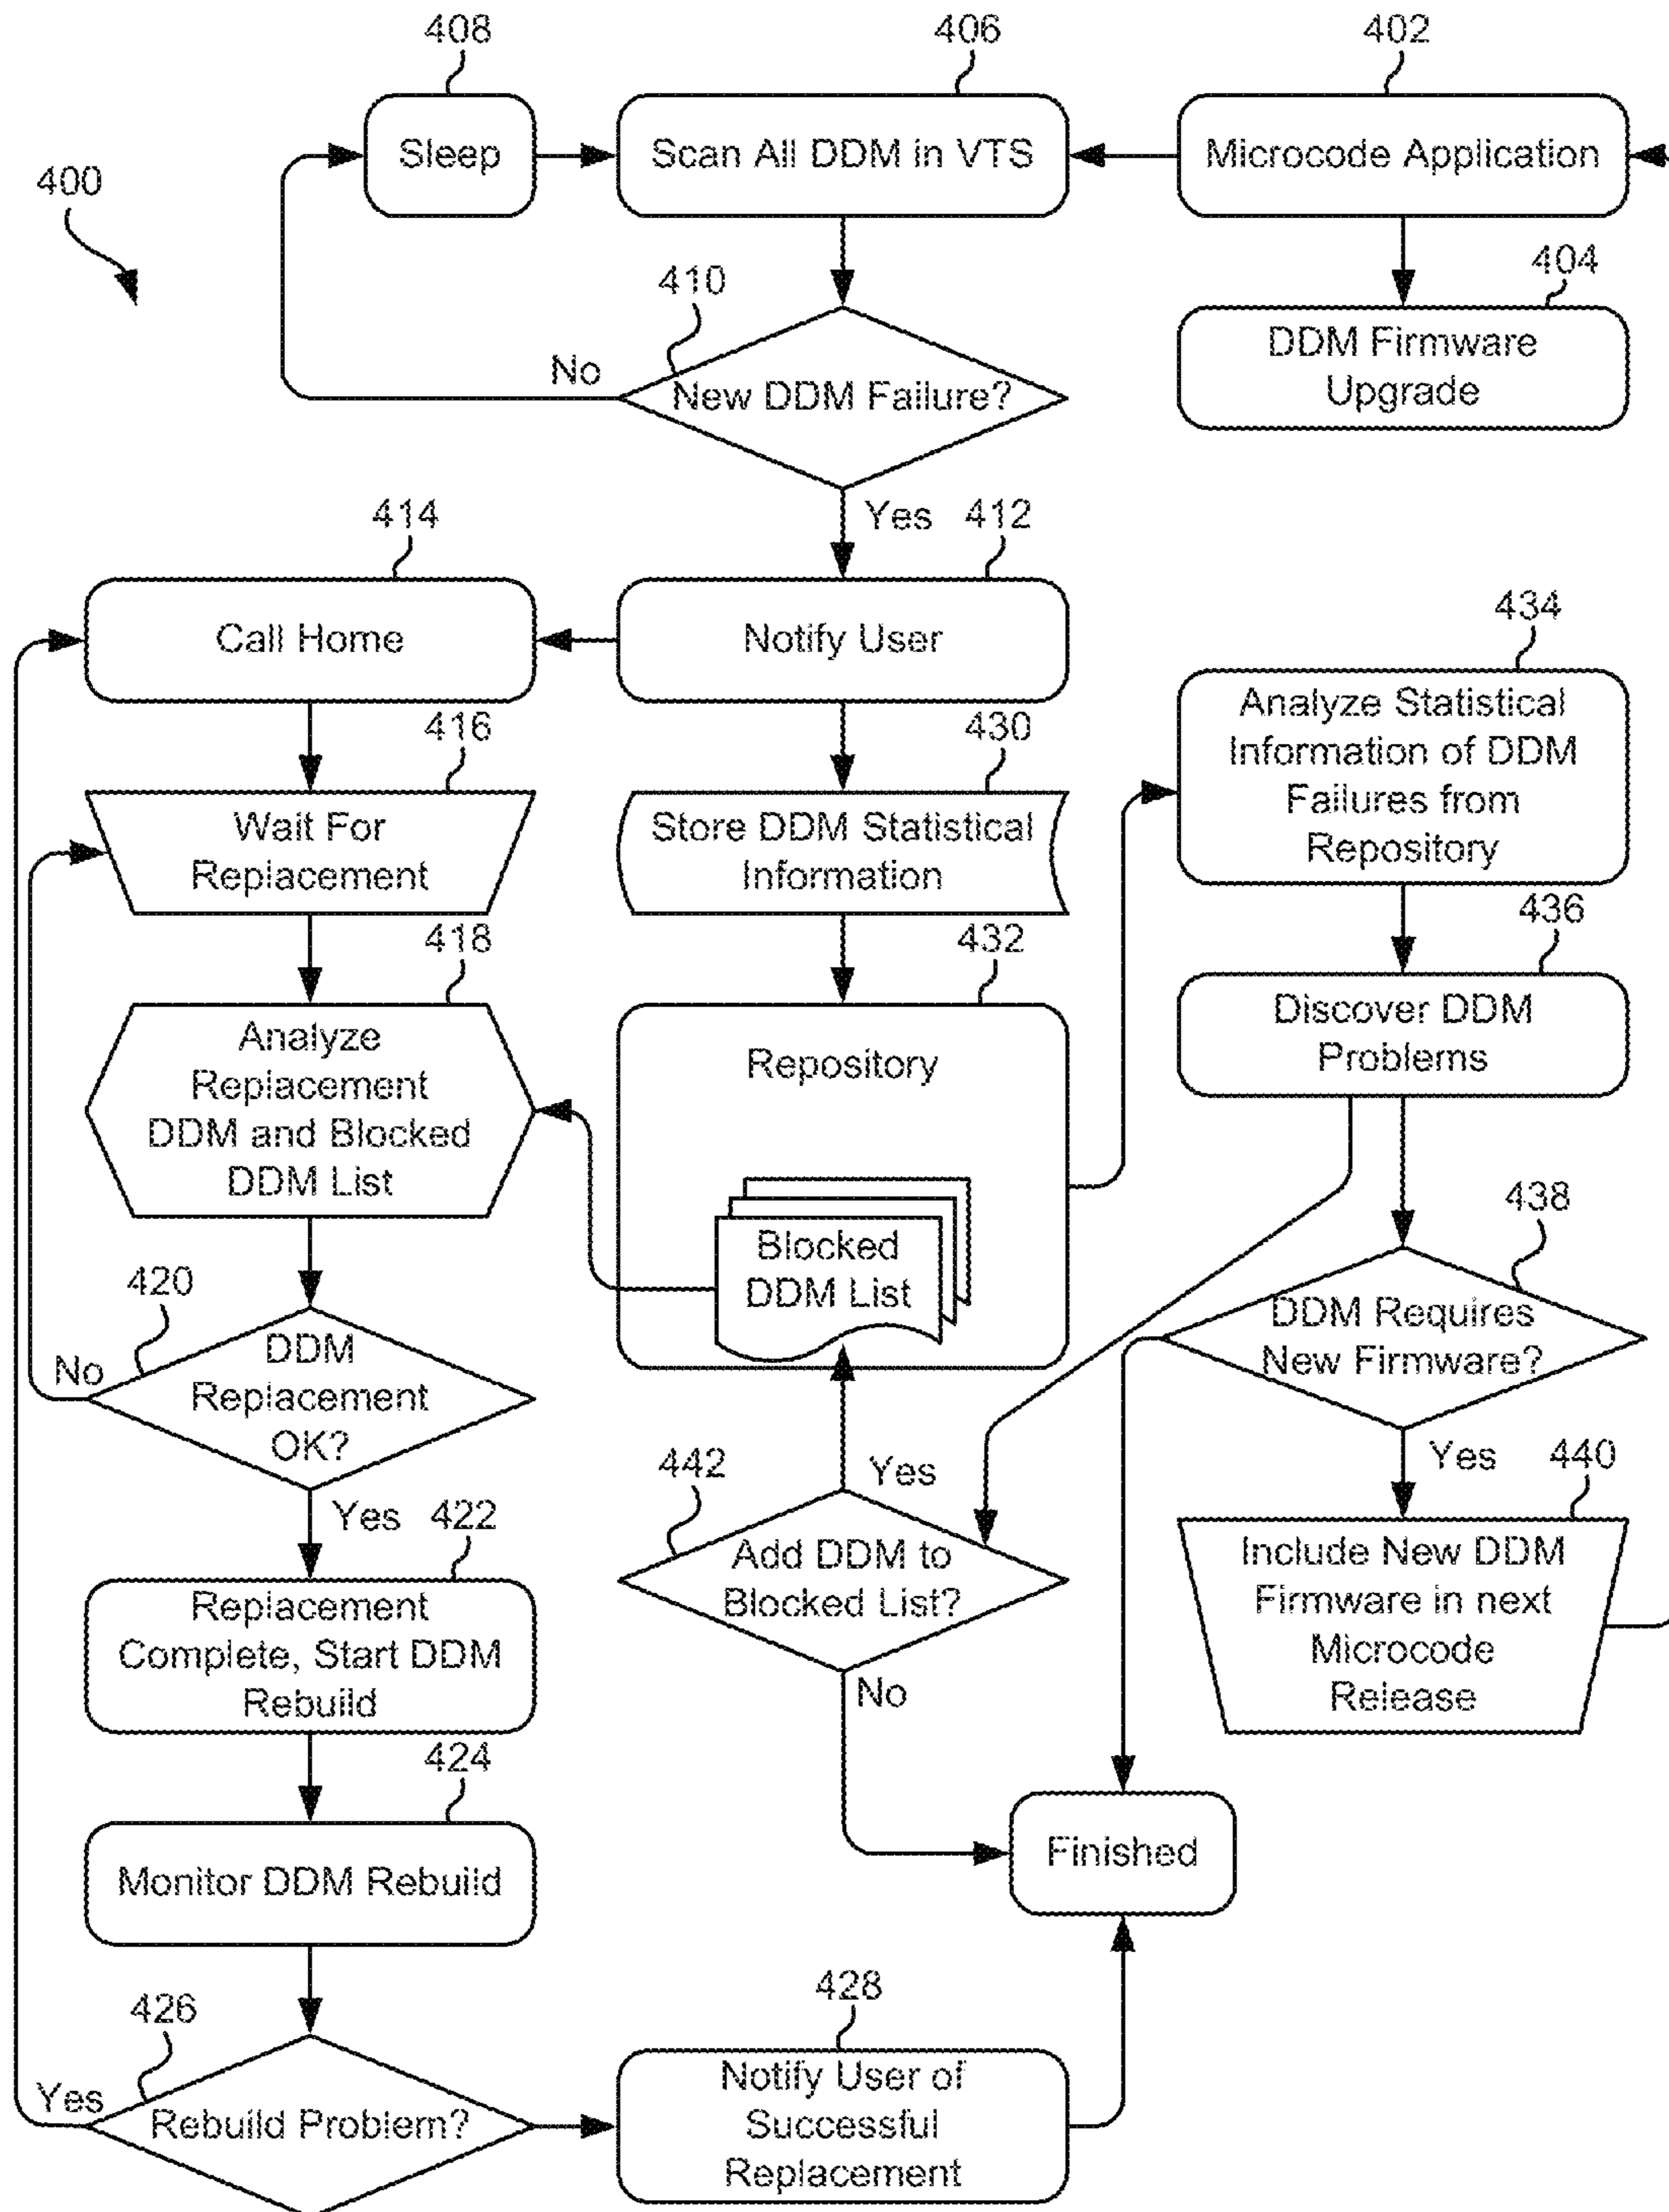 408
406
402
Sleep
Scan All DDM in VTS
Microcode Application
400
410
404
New DDM Failure?
No
DDM Firmware
Upgrade
Yes
414
412
Call Home
Notify User
434
416
430
Analyze Statistical
Information of DDM
Failures from
Repository
Wait For
Replacement
Store DDM Statistical
Information
418
432
436
Analyze
Replacement
DDM and Blocked
DDM List
Repository
Discover DDM
Problems
Blocked
DDM List
438
420
DDM
Replacement
OK?
No
DDM Requires
New Firmware?
Yes
442
Yes
Yes
440
422
Add DDM to
Blocked List?
No
Include New DDM
Firmware in next
Microcode
Release
Replacement
Complete, Start DDM
Rebuild
424
Monitor DDM Rebuild
Finished
426
428
Yes
Rebuild Problem?
Notify User of
Successful
Replacement